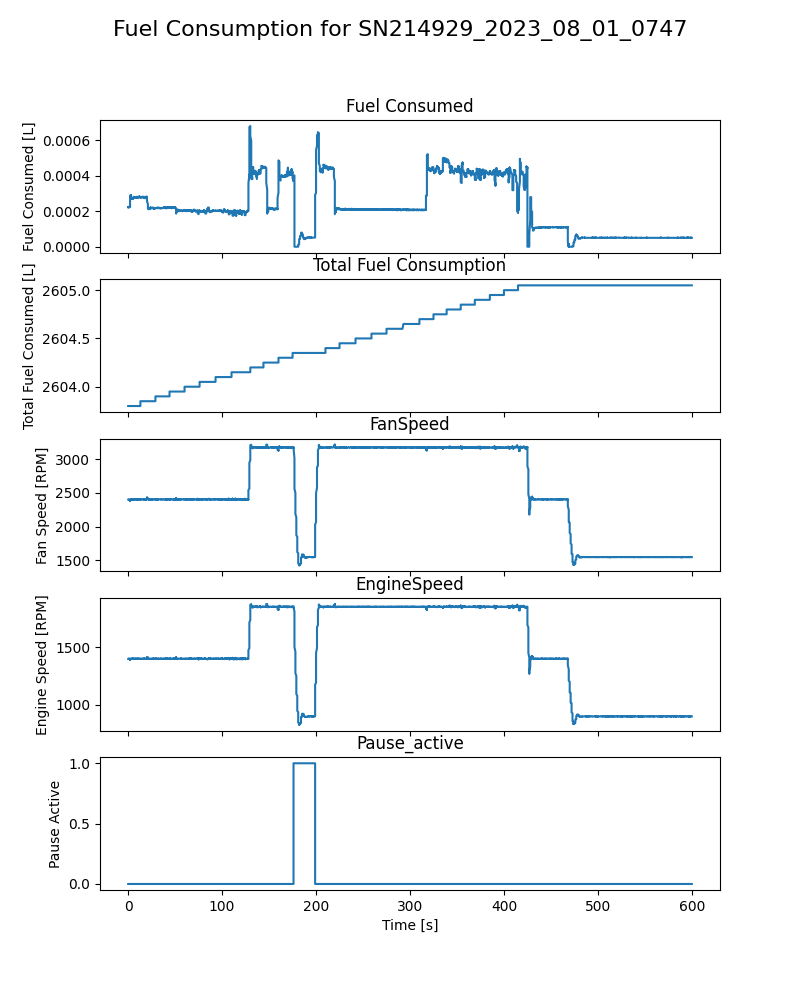 Fuel Consumption for SN214929_2023_08_01_0747
Fuel Consumed
Fuel Consumed [L]
0.0006
0.0004
0.0002
0.0000
Total Fuel Consumption
Total Fuel Consumed [L]
2605.0
2604.5
2604.0
FanSpeed
Fan Speed [RPM]
3000
2500
2000
1500
EngineSpeed
Engine Speed [RPM]
1500
1000
Pause_active
Pause Active
1.0
0.5
0.0
0 100 200 300 400 500 600
Time [s]